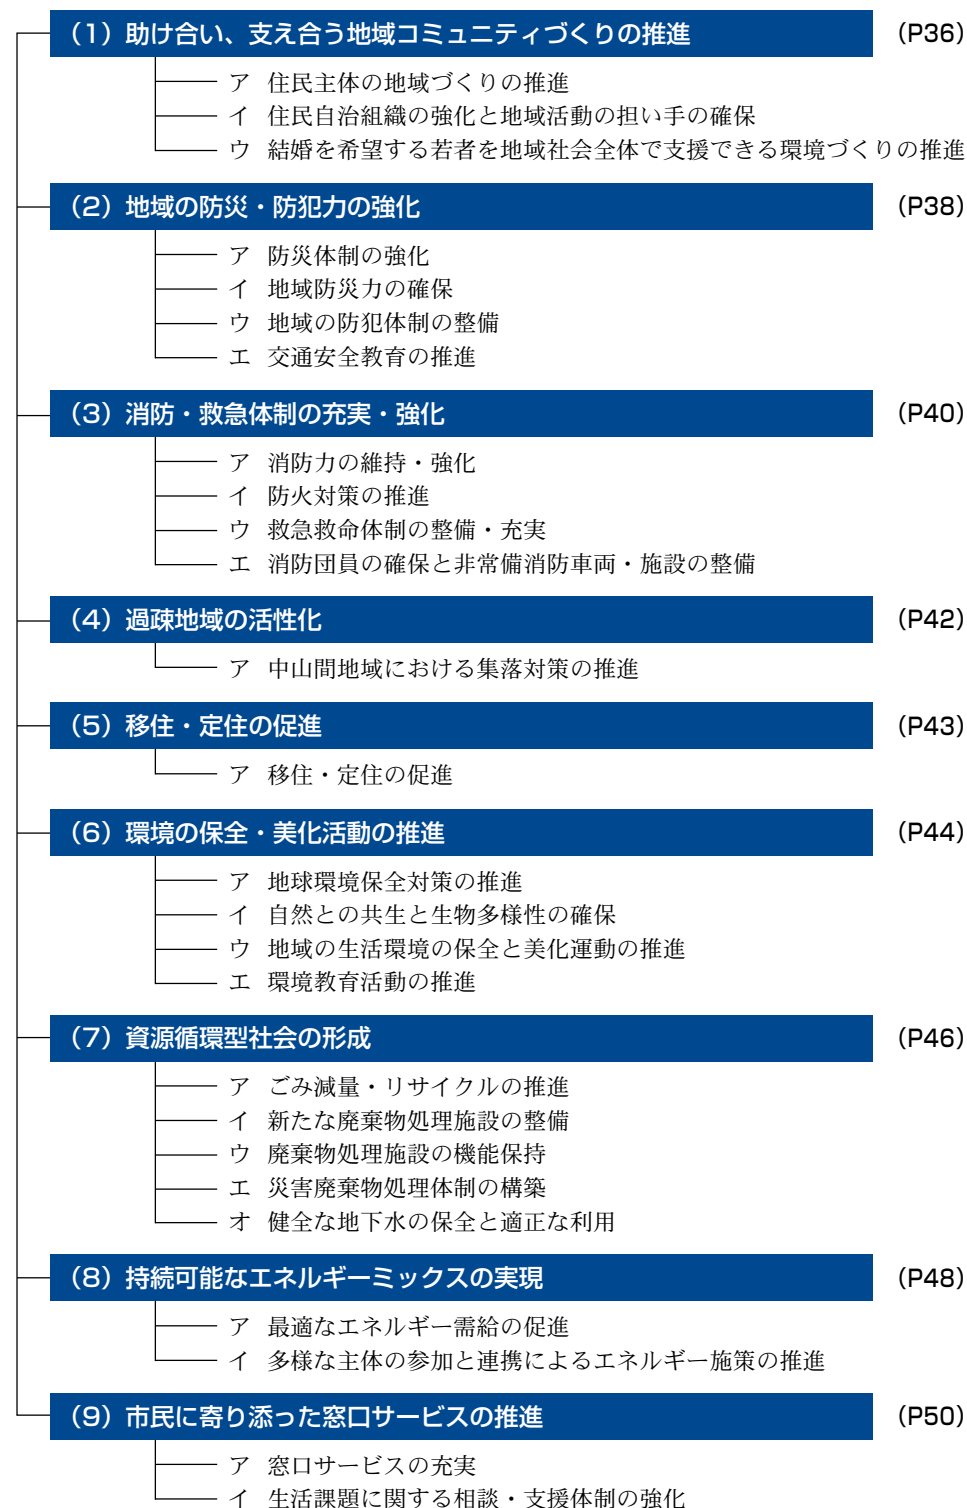 （1）助け合い、支え合う地域コミュニティづくりの推進 （P36）
ア 住民主体の地域づくりの推進
イ 住民自治組織の強化と地域活動の担い手の確保
ウ 結婚を希望する若者を地域社会全体で支援できる環境づくりの推進
（2）地域の防災・防犯力の強化 （P38）
ア 防災体制の強化
イ 地域防災力の確保
ウ 地域の防犯体制の整備
エ 交通安全教育の推進
（3）消防・救急体制の充実・強化 （P40）
ア 消防力の維持・強化
イ 防火対策の推進
ウ 救急救命体制の整備・充実
エ 消防団員の確保と非常備消防車両・施設の整備
（4）過疎地域の活性化 （P42）
ア 中山間地域における集落対策の推進
（5）移住・定住の促進 （P43）
ア 移住・定住の促進
（6）環境の保全・美化活動の推進 （P44）
ア 地球環境保全対策の推進
イ 自然との共生と生物多様性の確保
ウ 地域の生活環境の保全と美化運動の推進
エ 環境教育活動の推進
（7）資源循環型社会の形成 （P46）
ア ごみ減量・リサイクルの推進
イ 新たな廃棄物処理施設の整備
ウ 廃棄物処理施設の機能保持
エ 災害廃棄物処理体制の構築
オ 健全な地下水の保全と適正な利用
（8）持続可能なエネルギーミックスの実現 （P48）
ア 最適なエネルギー需給の促進
イ 多様な主体の参加と連携によるエネルギー施策の推進
（9）市民に寄り添った窓口サービスの推進 （P50）
ア 窓口サービスの充実
イ 生活課題に関する相談・支援体制の強化